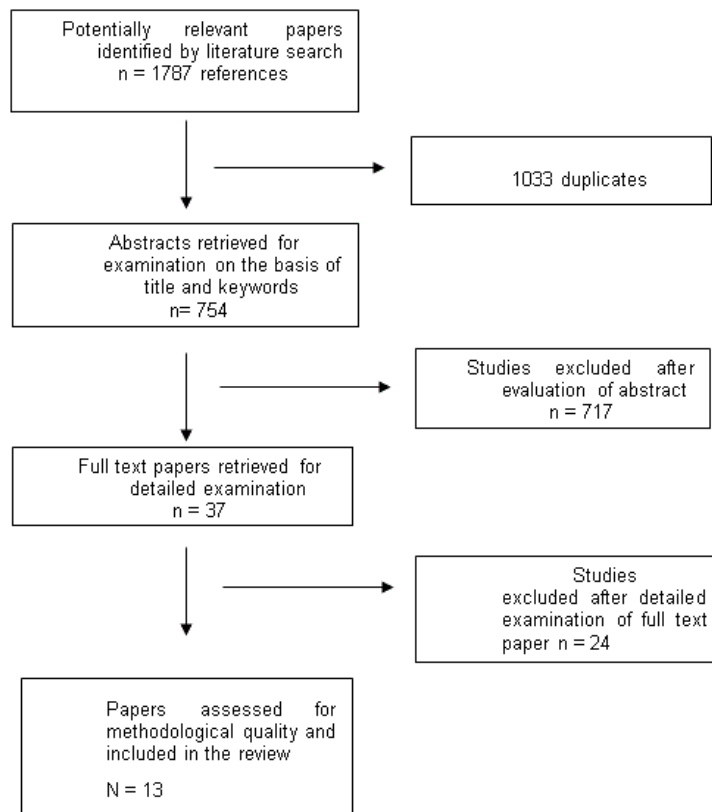 Potentially relevant papers
identified by literature search
n = 1787 references
1033 duplicates
Abstracts retrieved for
examination on the basis of
title and keywords
n= 754
Studies excluded after
evaluation of abstract
n = 717
Full text papers retrieved for
detailed examination
n = 37
Studies
excluded after detailed
examination of full text
paper n = 24
Papers assessed for
methodological quality and
included in the review
N = 13